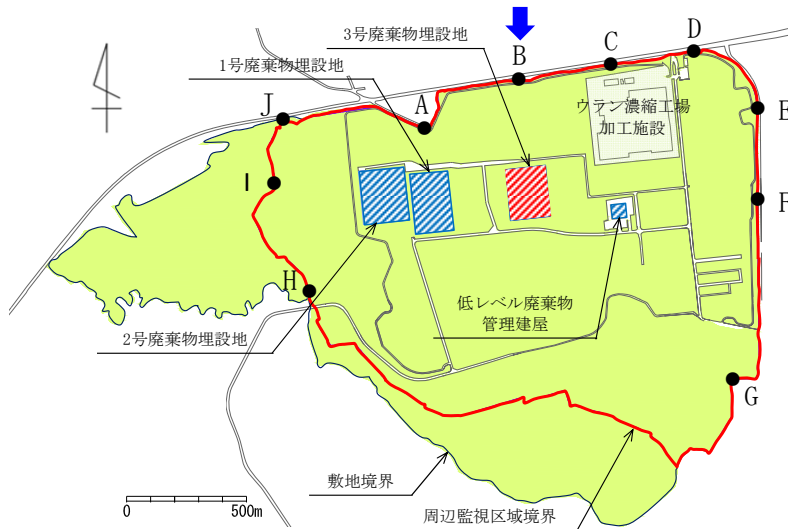 3号廃棄物埋設地
1号廃棄物埋設地
A
B
C
D
E
F
G
H
I
J
ウラン濃縮工場
加工施設
低レベル廃棄物
管理建屋
2号廃棄物埋設地
敷地境界
周辺監視区域境界
0
500m